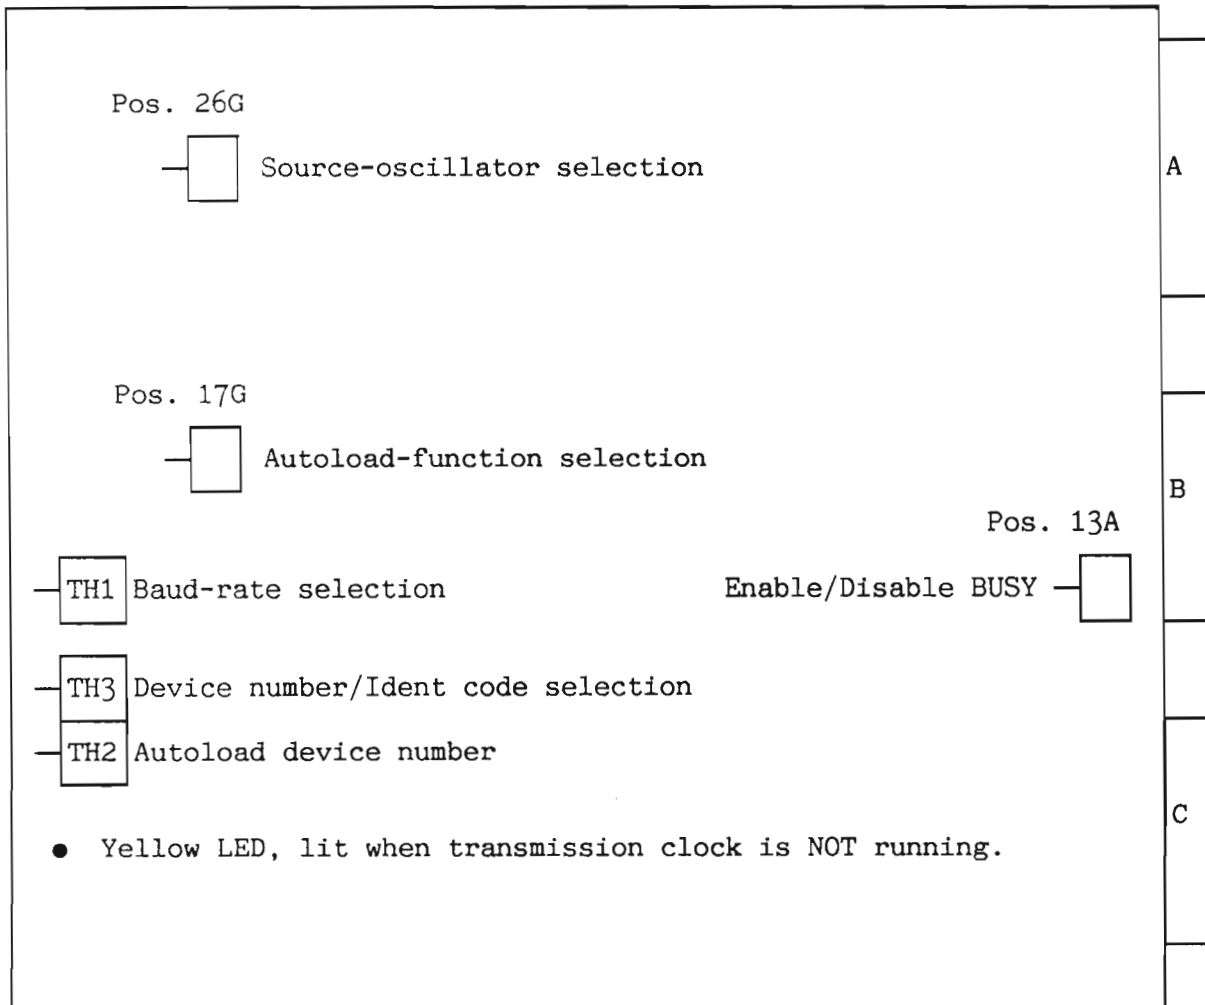 Pos. 26G
Source-oscillator selection
A
Pos. 17G
Autoload-function selection
B
Pos. 13A
TH1 Baud-rate selection
Enable/Disable BUSY
TH3 Device number/Ident code selection
TH2 Autoload device number
C
● Yellow LED, lit when transmission clock is NOT running.